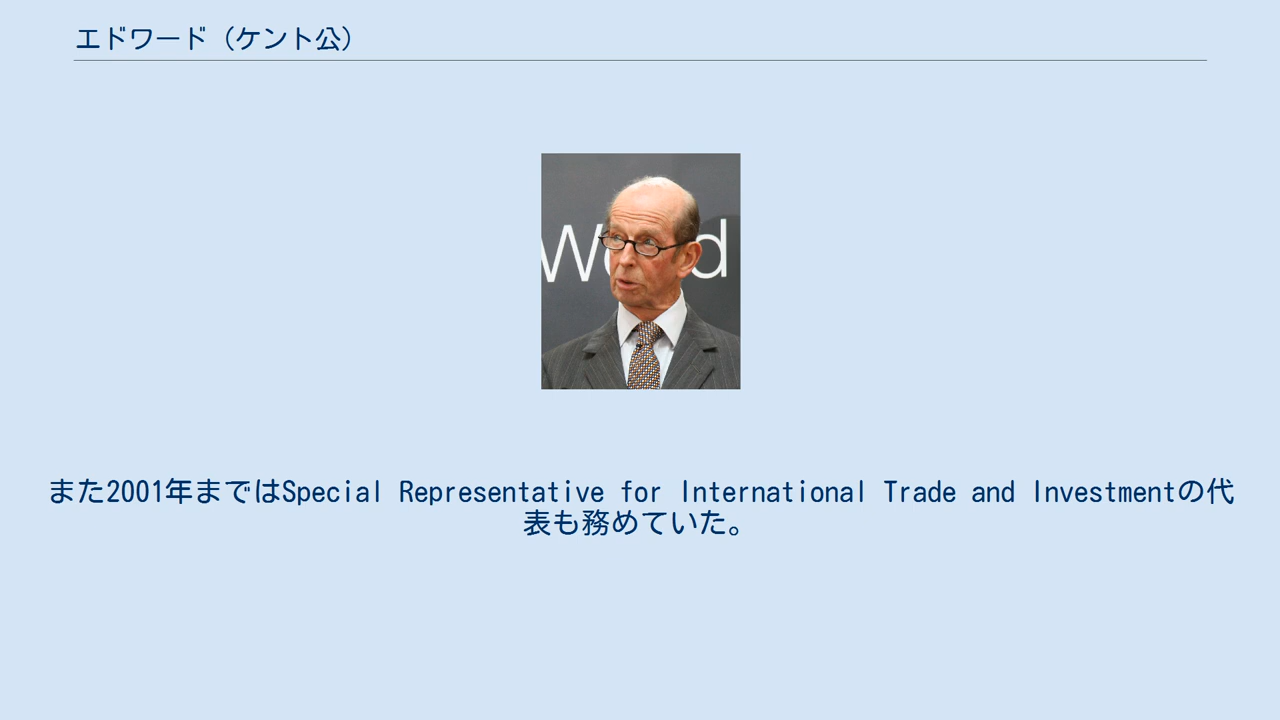 エドワード（ケント公）
W d
また2001年まではSpecial Representative for International Trade and Investmentの代
表も務めていた。